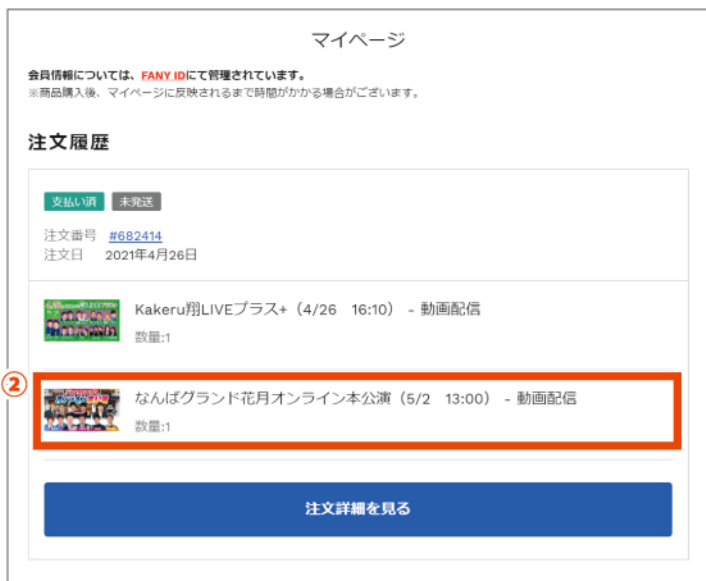 マイページ
会員情報については、FANY IDにて管理されています。
※商品購入後、マイページに反映されるまで時間がかかる場合がございます。
注文履歴
支払い済 未発送
注文番号 #682414
注文日 2021年4月26日
Kakeru翔LIVEプラス+（4/26 16:10） - 動画配信
数量:1
②
なんばグランド花月オンライン本公演（5/2 13:00） - 動画配信
数量:1
注文詳細を見る